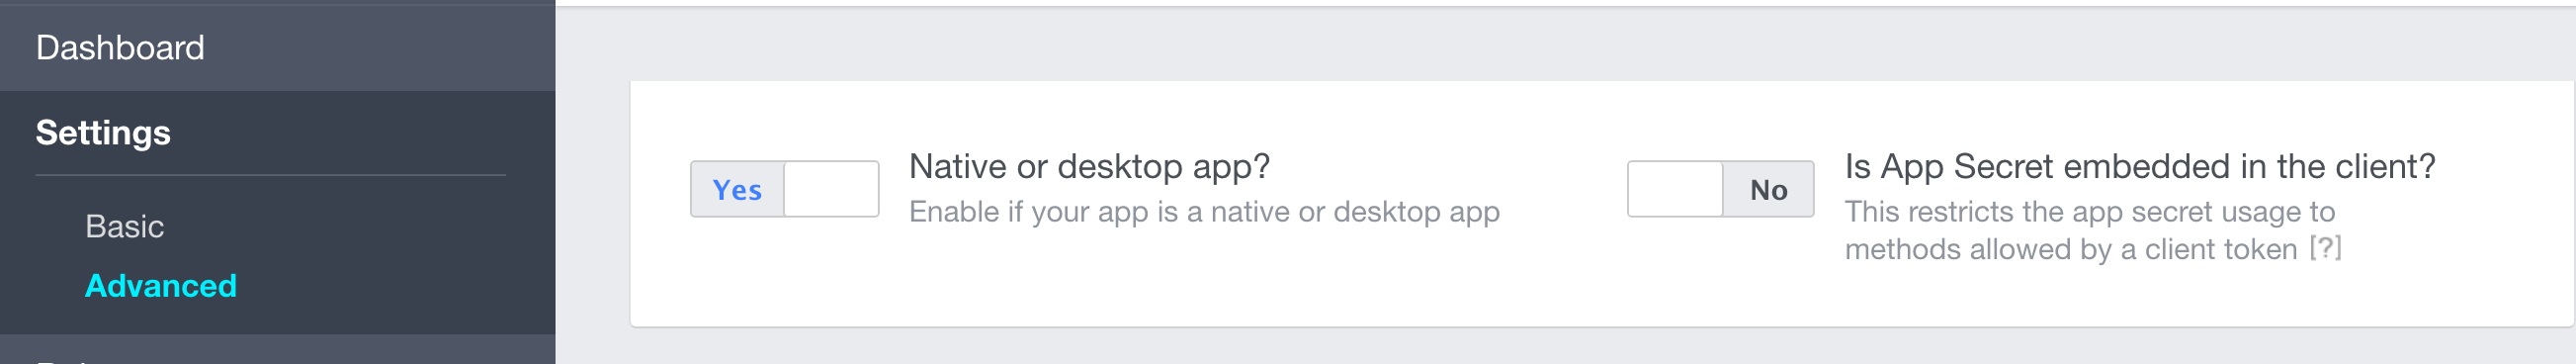 Dashboard
Settings
Basic
Advanced
Yes
Native or desktop app?
Enable if your app is a native or desktop app
No
Is App Secret embedded in the client?
This restricts the app secret usage to
methods allowed by a client token [?]